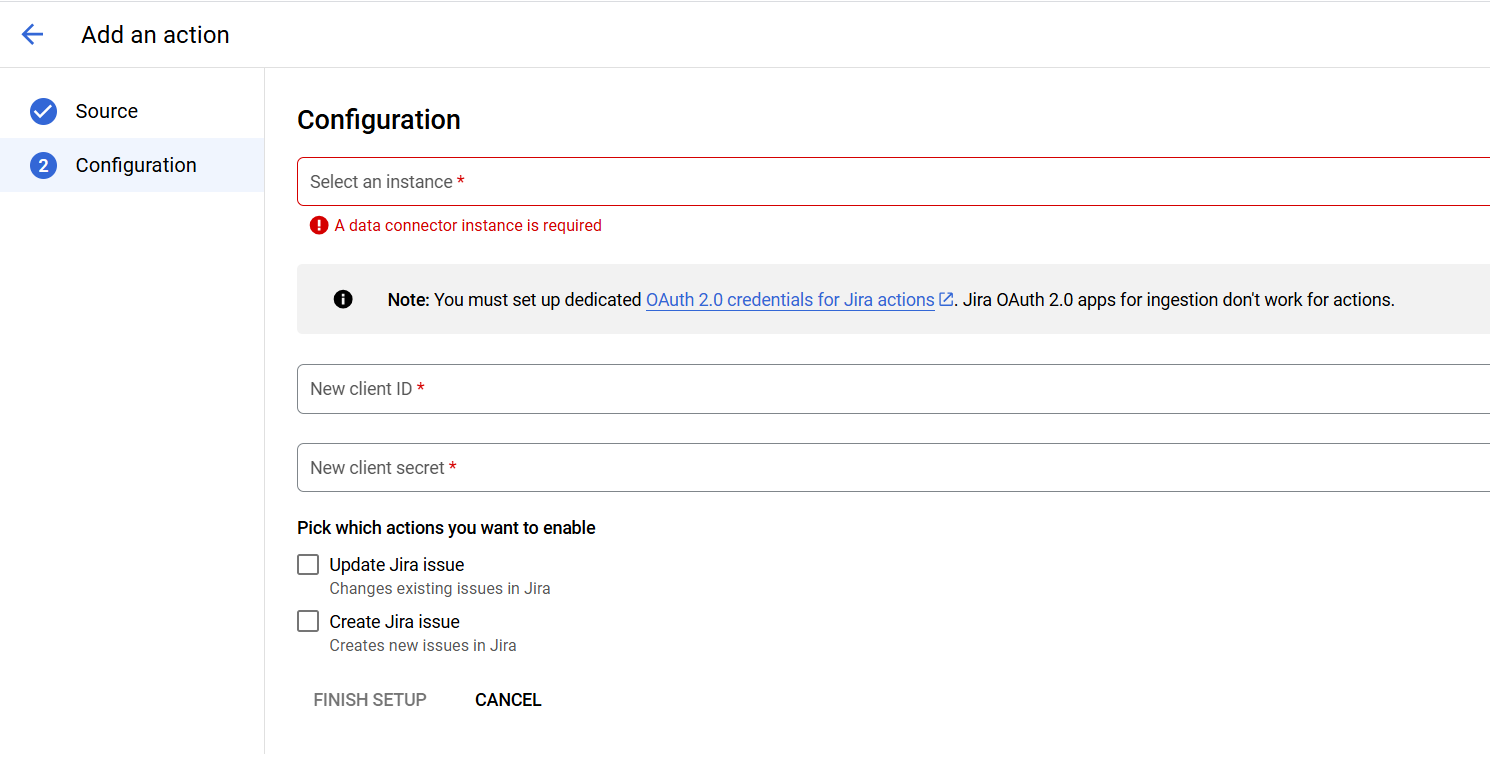 Add an action
Source
2 Configuration
Configuration
Select an instance *
A data connector instance is required
Note: You must set up dedicated OAuth 2.0 credentials for Jira actions. Jira OAuth 2.0 apps for ingestion don't work for actions.
New client ID *
New client secret *
Pick which actions you want to enable
Update Jira issue
Changes existing issues in Jira
Create Jira issue
Creates new issues in Jira
FINISH SETUP CANCEL